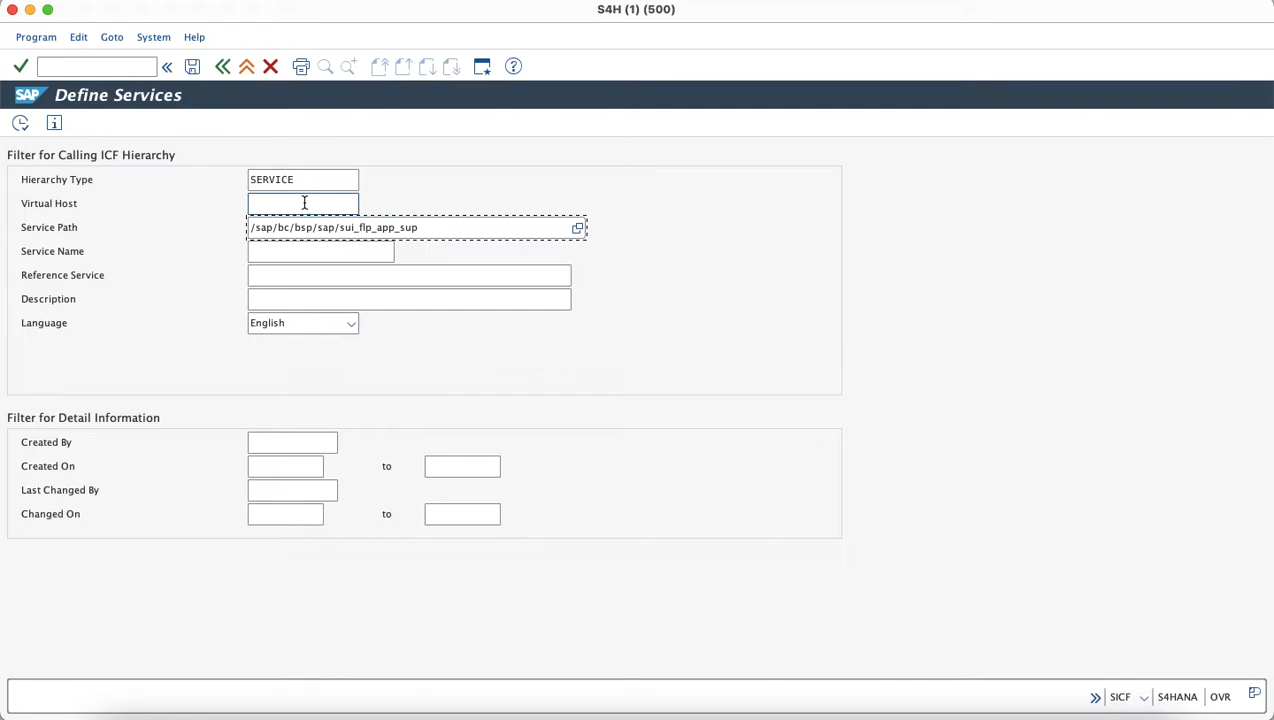 S4H (1) (500)
Program Edit Goto System Help
SAP Define Services
Filter for Calling ICF Hierarchy
Hierarchy Type SERVICE
Virtual Host
Service Path /sap/bc/bsp/sap/sui_flp_app_sup
Service Name
Reference Service
Description
Language English
Filter for Detail Information
Created By
Created On to
Last Changed By
Changed On to
SICF S4HANA OVR